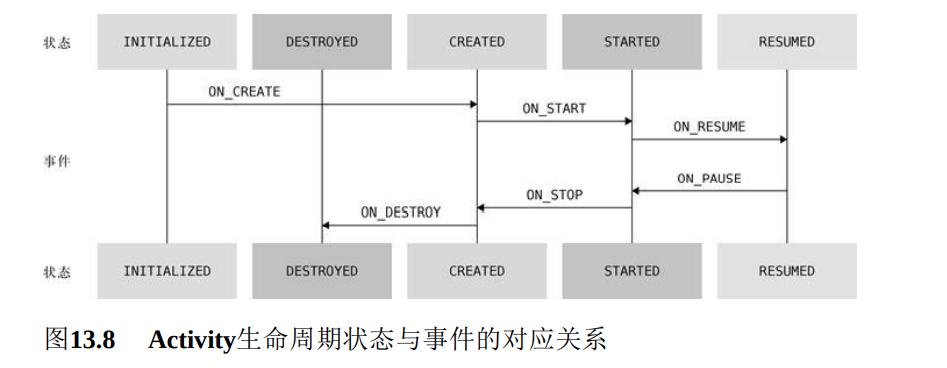 状态 INITIALIZED DESTROYED CREATED STARTED RESUMED
ON_CREATE
ON_START
ON_RESUME
事件
ON_PAUSE
ON_STOP
ON_DESTROY
状态 INITIALIZED DESTROYED CREATED STARTED RESUMED
图13.8 Activity生命周期状态与事件的对应关系